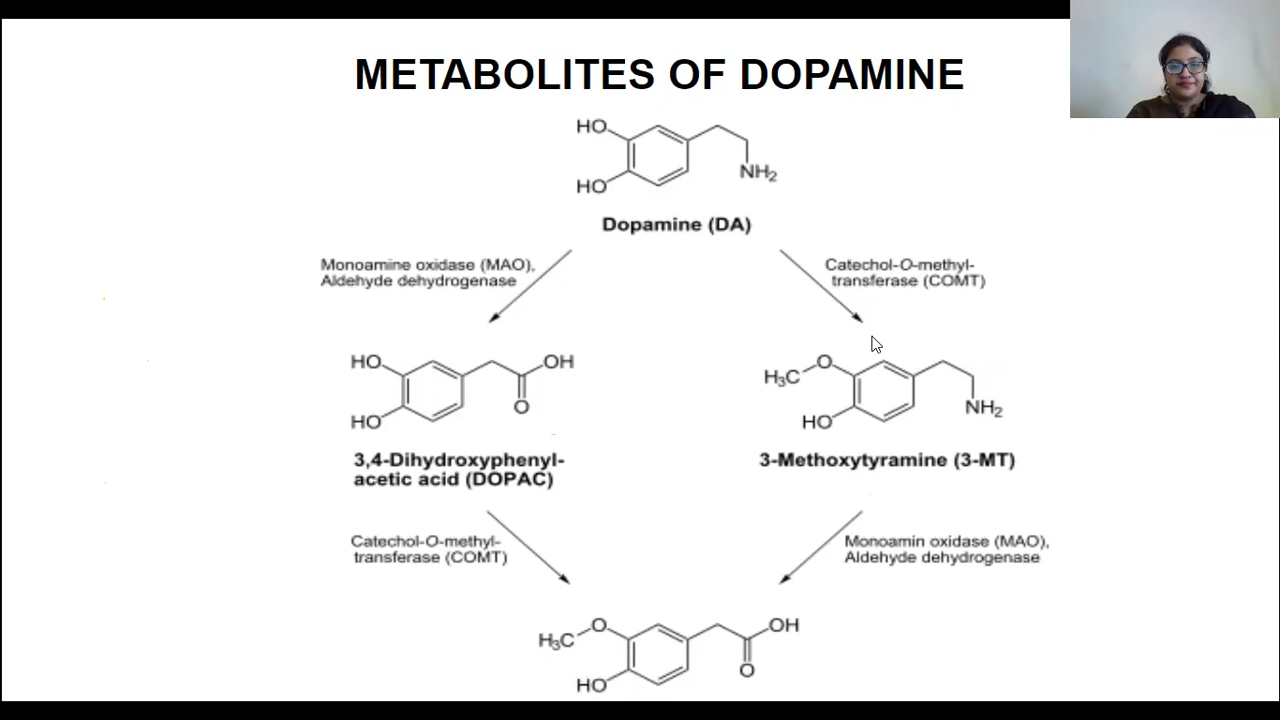 METABOLITES OF DOPAMINE
HO
HO
NH2
Dopamine (DA)
Monoamine oxidase (MAO),
Aldehyde dehydrogenase
Catechol-O-methyl-
transferase (COMT)
HO
OH
HO
O
3,4-Dihydroxyphenyl-
acetic acid (DOPAC)
O
H3C
HO
NH2
3-Methoxytyramine (3-MT)
Catechol-O-methyl-
transferase (COMT)
Monoamin oxidase (MAO),
Aldehyde dehydrogenase
O
H3C
OH
HO
O